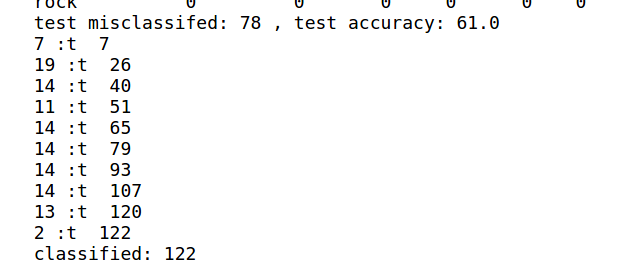 rock 0 0 0 0 0 0
test misclassifed: 78 , test accuracy: 61.0
7 :t 7
19 :t 26
14 :t 40
11 :t 51
14 :t 65
14 :t 79
14 :t 93
14 :t 107
13 :t 120
2 :t 122
classified: 122